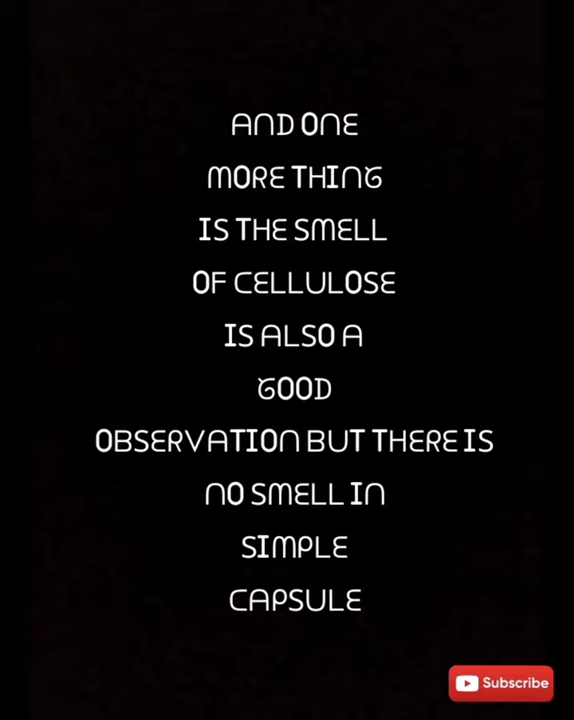 AND ONE
MORE THING
IS THE SMELL
OF CELLULOSE
IS ALSO A
GOOD
OBSERVATION BUT THERE IS
NO SMELL IN
SIMPLE
CAPSULE
Subscribe